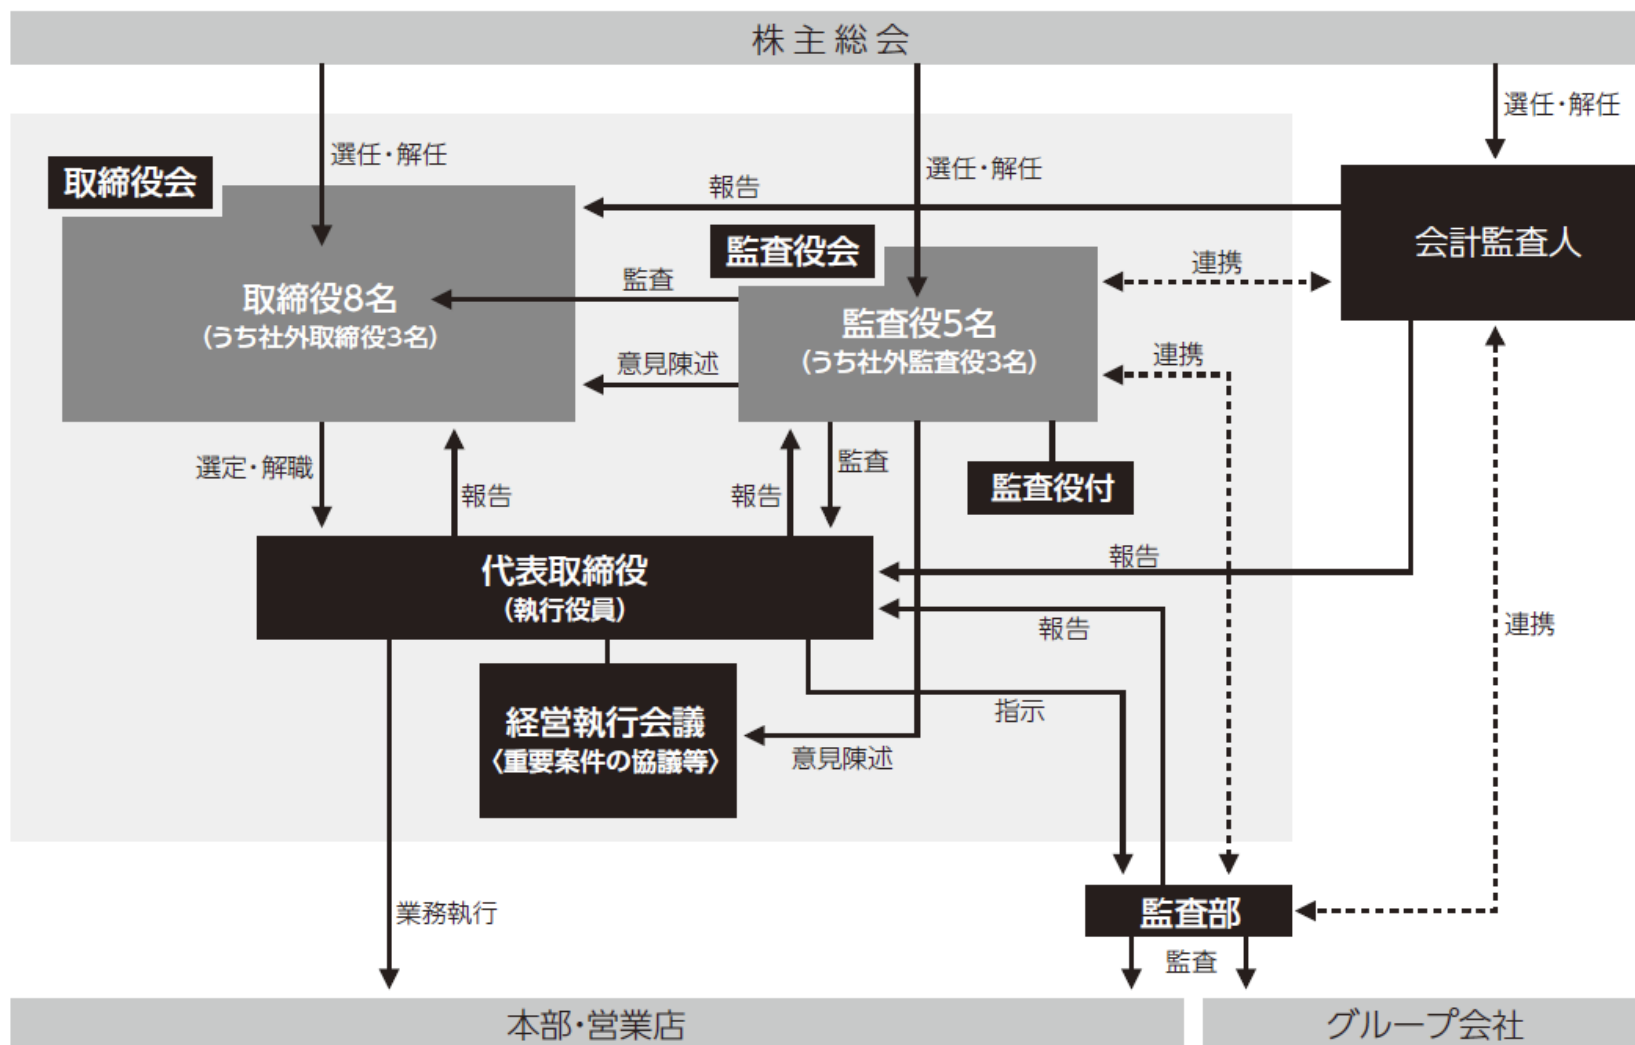 株主総会
選任・解任
選任・解任
選任・解任
取締役会
報告
監査役会
会計監査人
連携
監査
取締役8名
(うち社外取締役3名)
監査役5名
(うち社外監査役3名)
意見陳述
連携
選定・解職
報告
報告
監査
監査役付
代表取締役
(執行役員)
報告
報告
連携
経営執行会議
〈重要案件の協議等〉
指示
意見陳述
業務執行
監査部
監査
本部・営業店
グループ会社